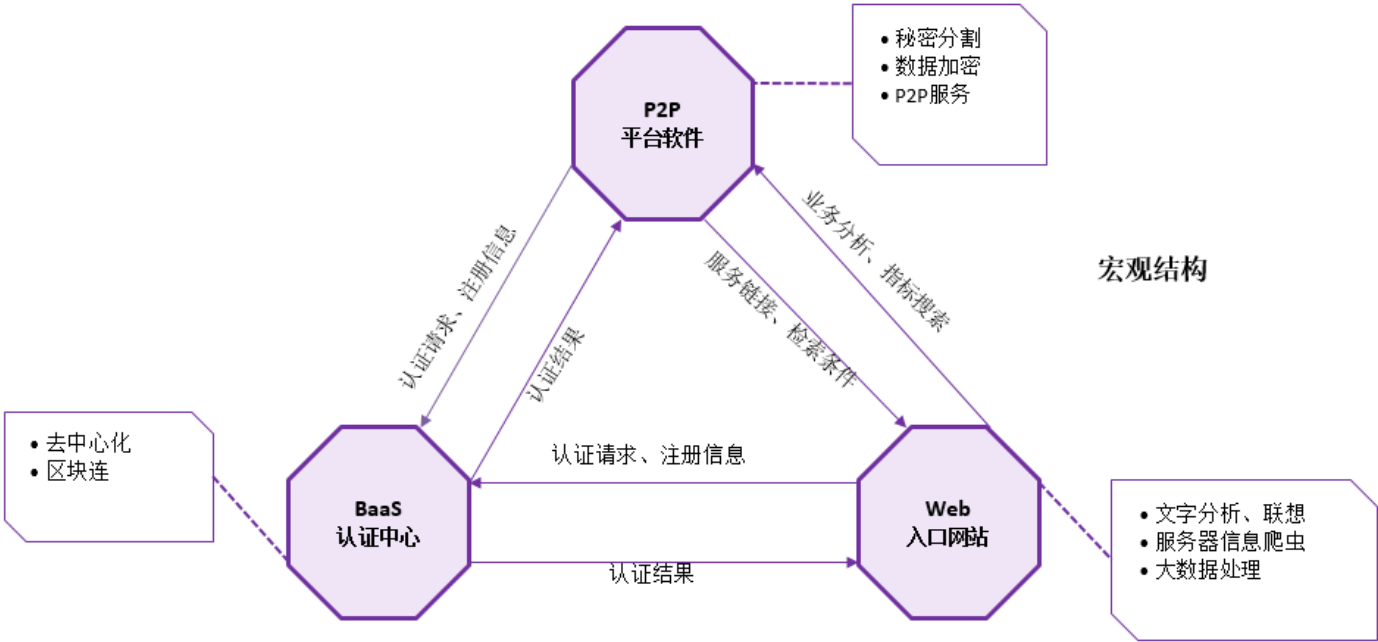 • 秘密分割
• 数据加密
• P2P服务
P2P
平台软件
业务分析、指标搜索
宏观结构
认证请求、注册信息
服务链接、检索条件
认证结果
• 去中心化
• 区块连
认证请求、注册信息
BaaS
认证中心
Web
入口网站
• 文字分析、联想
• 服务器信息爬虫
• 大数据处理
认证结果